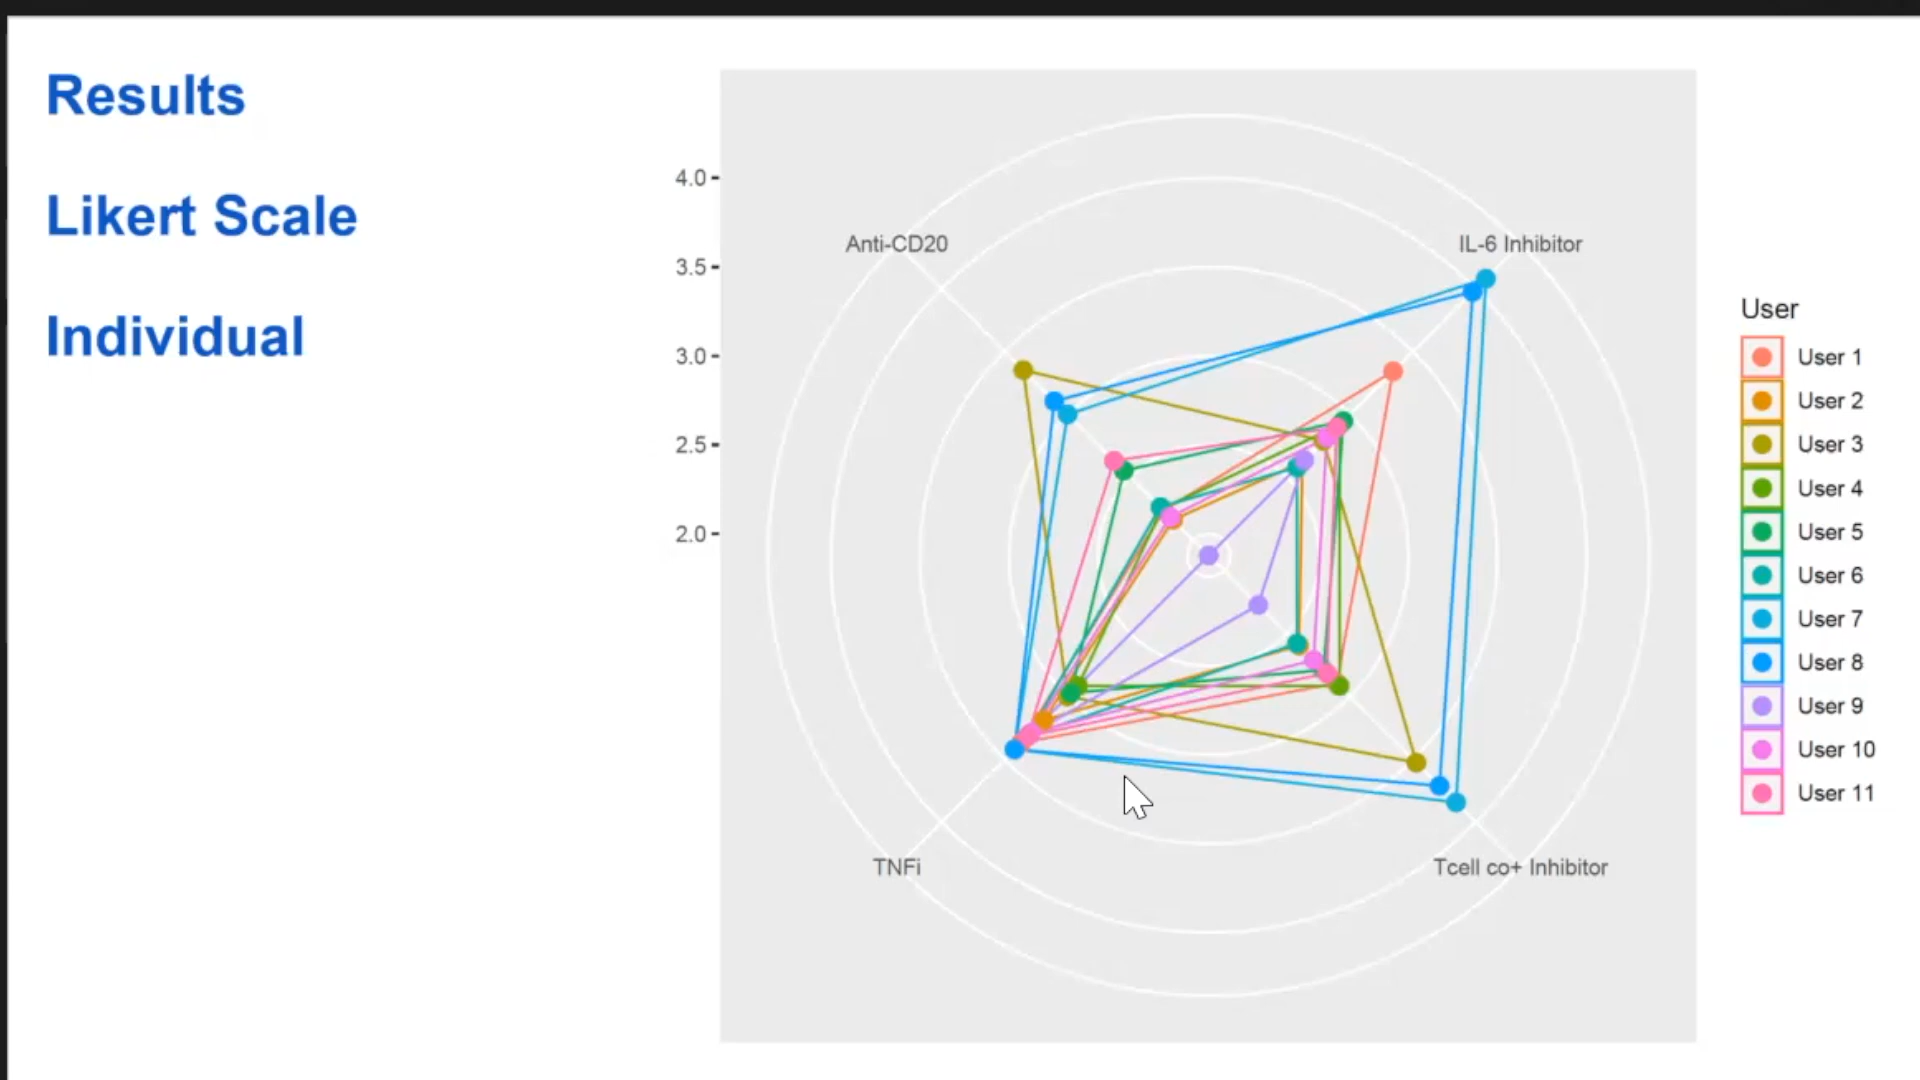 Results
Likert Scale
Individual
4.0
3.5
3.0
2.5
2.0
Anti-CD20
IL-6 Inhibitor
TNFi
Tcell co+ Inhibitor
User
User 1
User 2
User 3
User 4
User 5
User 6
User 7
User 8
User 9
User 10
User 11